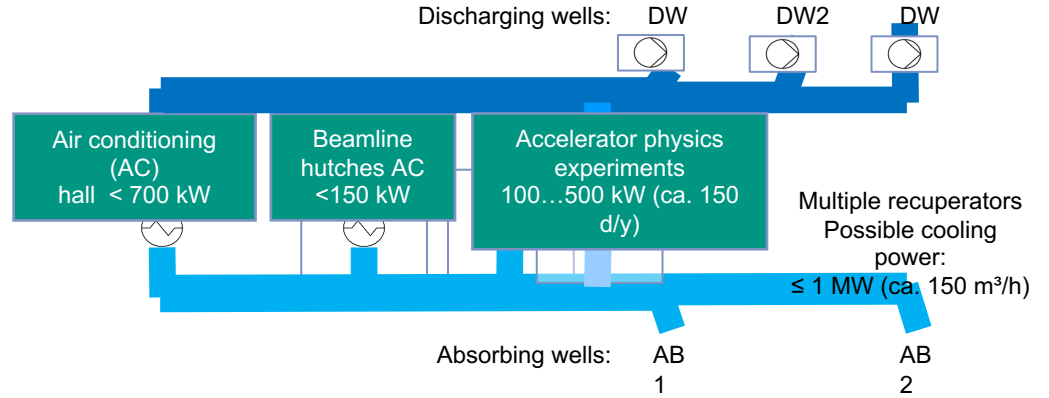 Discharging wells: DW DW2 DW
Air conditioning
(AC)
hall < 700 kW
Beamline
hutches AC
<150 kW
Accelerator physics
experiments
100…500 kW (ca. 150
d/y)
Multiple recuperators
Possible cooling
power:
≤ 1 MW (ca. 150 m³/h)
Absorbing wells: AB AB
1 2